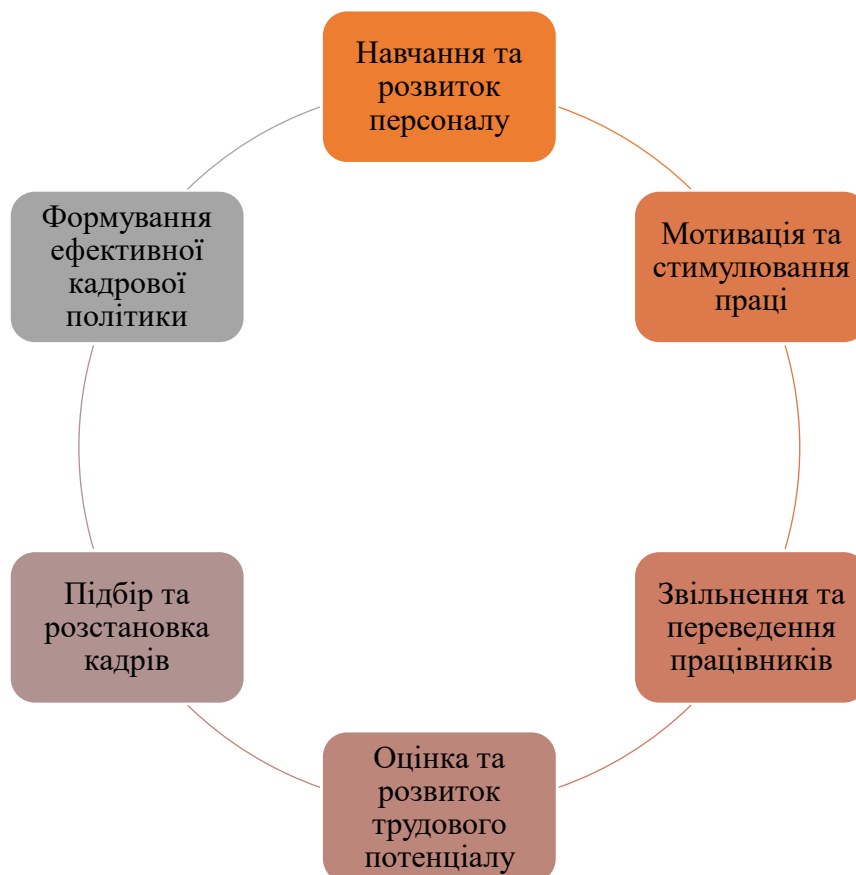 Навчання та
розвиток
персоналу
Мотивація та
стимулювання
праці
Звільнення та
переведення
працівників
Оцінка та
розвиток
трудового
потенціалу
Підбір та
розстановка
кадрів
Формування
ефективної
кадрової
політики